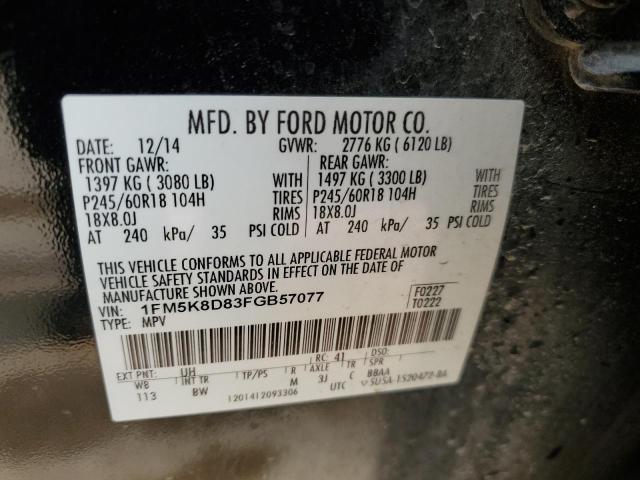 MFD. BY FORD MOTOR CO.
DATE: 12/14 GVWR: 2776 KG ( 6120 LB)
FRONT GAWR: REAR GAWR:
1397 KG ( 3080 LB) WITH 1497 KG ( 3300 LB) WITH
P245/60R18 104H TIRES P245/60R18 104H TIRES
18X8.0J RIMS 18X8.0J RIMS
AT 240 kPa/ 35 PSI COLD AT 240 kPa/ 35 PSI COLD
THIS VEHICLE CONFORMS TO ALL APPLICABLE FEDERAL MOTOR
VEHICLE SAFETY STANDARDS IN EFFECT ON THE DATE OF
MANUFACTURE SHOWN ABOVE.
VIN: 1FM5K8D83FGB57077 F0227
TYPE: MPV T0222
EXT PNT: UH RC: 41 DSO:
WB INT TR TP/PS R AXLE TR SPR
113 BW M 3J C BBAA
1201412093306 UTC 5U5A-1520472-BA